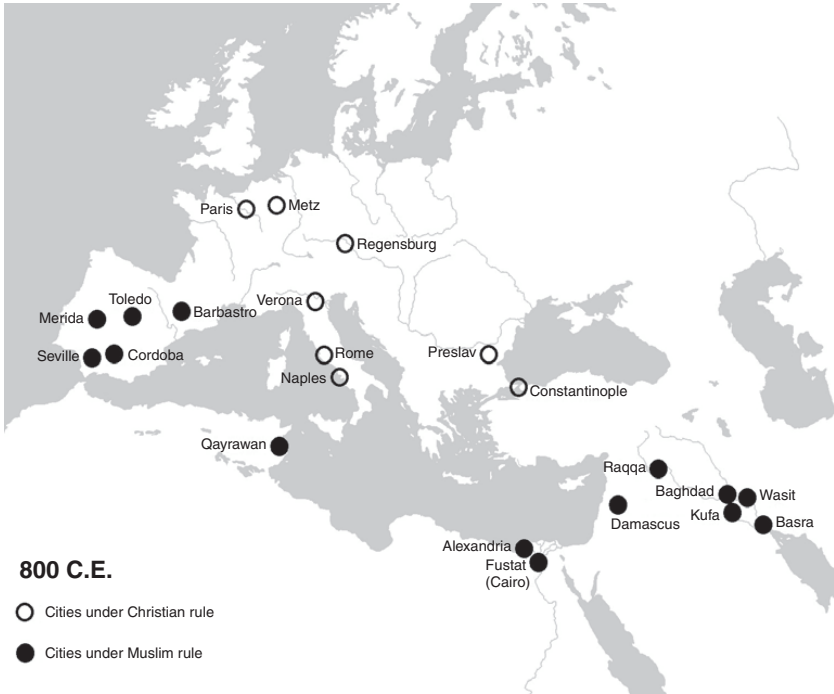 Paris
Metz
Regensburg
Verona
Toledo
Barbastro
Merida
Rome
Preslav
Seville
Cordoba
Naples
Constantinople
Qayrawan
Raqqa
Baghdad
Wasit
Kufa
Basra
Damascus
Alexandria
Fustat
(Cairo)
800 C.E.
Cities under Christian rule
Cities under Muslim rule